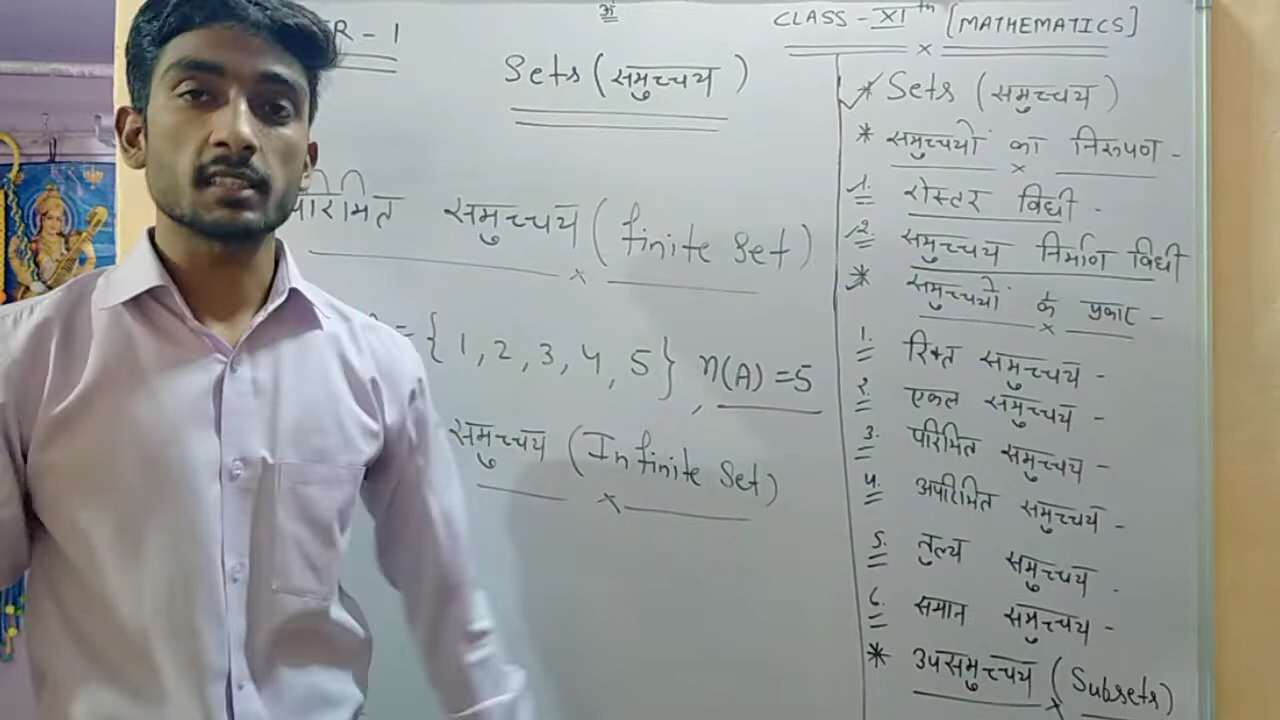 R - 1
ॐ
CLASS - XIth [MATHEMATICS]
Sets (समुच्चय)
परिमित समुच्चय (finite Set)
= {1, 2, 3, 4, 5}, n(A) = 5
समुच्चय (Infinite Set)
* Sets (समुच्चय)
* समुच्चयों का निरुपण -
1. रोस्टर विधी -
2. समुच्चय निर्माण विधी
* समुच्चयों के प्रकार -
1. रिक्त समुच्चय -
2. एकल समुच्चय -
3. परिमित समुच्चय -
4. अपरिमित समुच्चय -
5. तुल्य समुच्चय -
6. समान समुच्चय -
* उपसमुच्चय (Subsets)